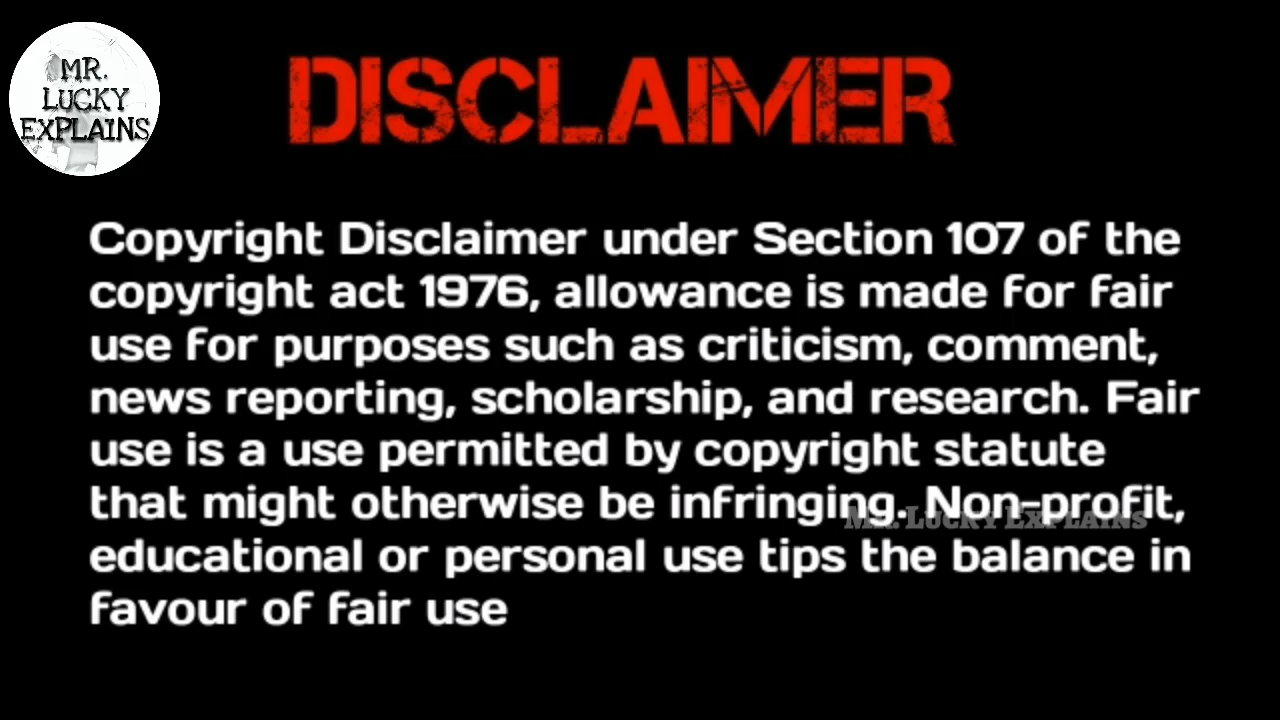 MR.
LUCKY
EXPLAINS
DISCLAIMER
Copyright Disclaimer under Section 107 of the
copyright act 1976, allowance is made for fair
use for purposes such as criticism, comment,
news reporting, scholarship, and research. Fair
use is a use permitted by copyright statute
that might otherwise be infringing. Non-profit,
Mr. Lucky Explains
educational or personal use tips the balance in
favour of fair use